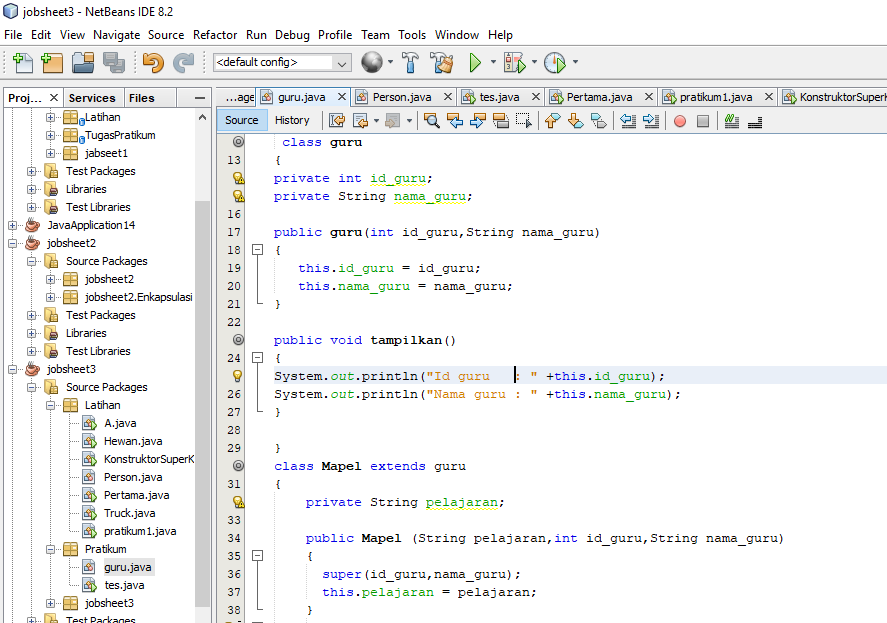 jobsheet3 - NetBeans IDE 8.2
File Edit View Navigate Source Refactor Run Debug Profile Team Tools Window Help
<default config>
Proj... Services Files
Latihan
TugasPratikum
jabseet1
Test Packages
Libraries
Test Libraries
JavaApplication14
jobsheet2
Source Packages
jobsheet2
jobsheet2.Enkapsulasi
Test Packages
Libraries
Test Libraries
jobsheet3
Source Packages
Latihan
A.java
Hewan.java
KonstruktorSuperK
Person.java
Pertama.java
Truck.java
pratikum1.java
Pratikum
guru.java
tes.java
jobsheet3
Test Packages
...age guru.java Person.java tes.java Pertama.java pratikum1.java KonstruktorSuperK
Source History
class guru
13 {
private int id_guru;
private String nama_guru;
16
17 public guru(int id_guru,String nama_guru)
18 {
19 this.id_guru = id_guru;
20 this.nama_guru = nama_guru;
21 }
22
public void tampilkan()
24 {
System.out.println("Id guru   : " +this.id_guru);
26 System.out.println("Nama guru : " +this.nama_guru);
27 }
28
29 }
class Mapel extends guru
31 {
private String pelajaran;
33
34 public Mapel (String pelajaran,int id_guru,String nama_guru)
35 {
36 super(id_guru,nama_guru);
37 this.pelajaran = pelajaran;
38 }